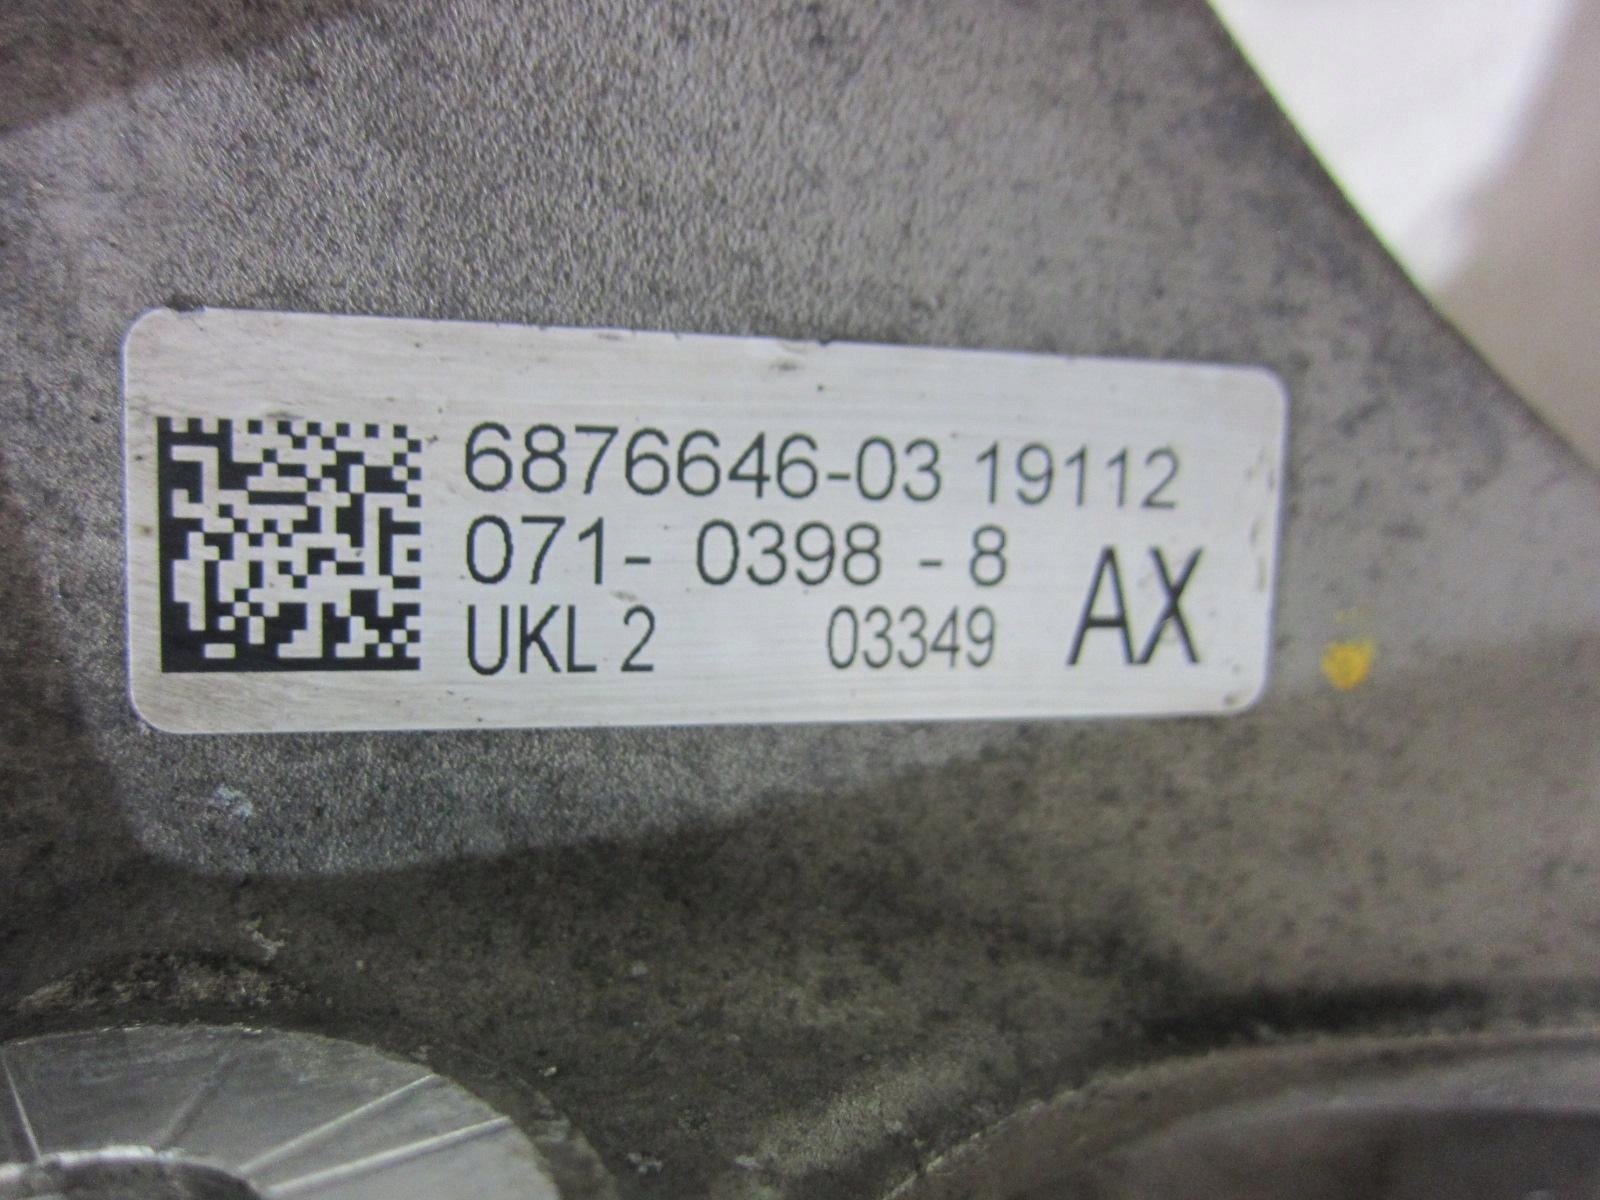 6876646-03 19112
071- 0398 - 8
UKL 2 03349 AX